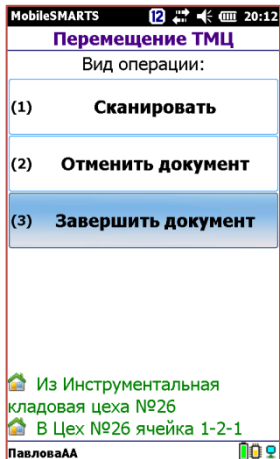 MobileSMARTS 12 20:12
Перемещение ТМЦ
Вид операции:
(1) Сканировать
(2) Отменить документ
(3) Завершить документ
Из Инструментальная
кладовая цеха №26
В Цех №26 ячейка 1-2-1
ПавловаАА